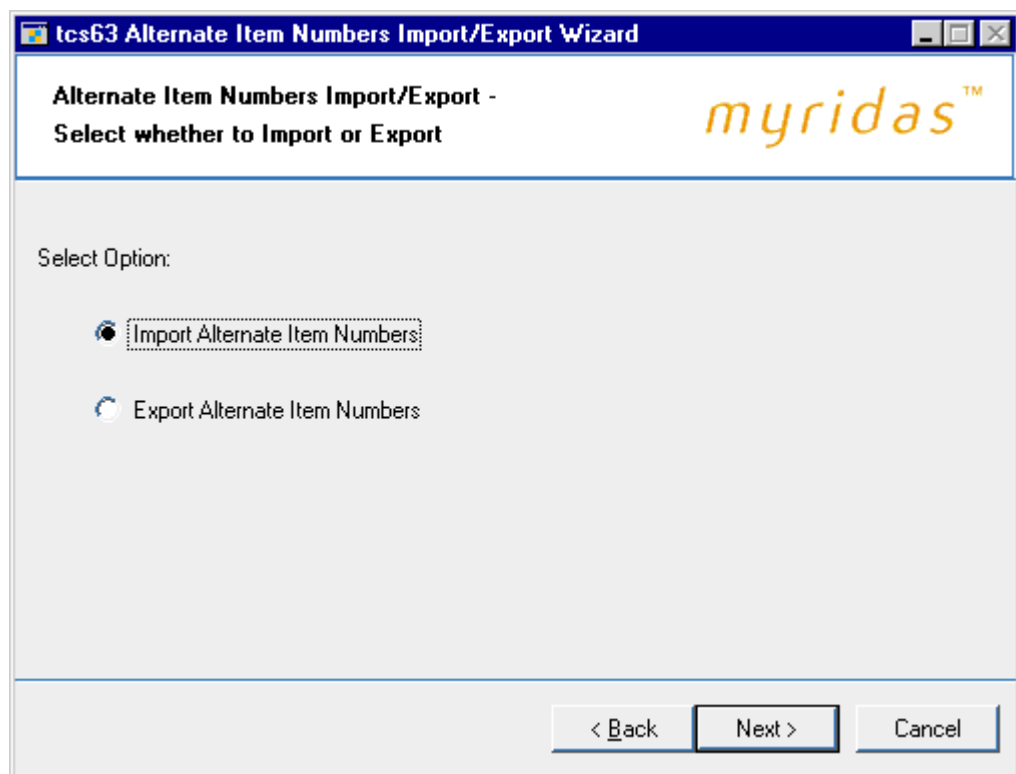 tcs63 Alternate Item Numbers Import/Export Wizard
Alternate Item Numbers Import/Export -
Select whether to Import or Export
myridas™
Select Option:
Import Alternate Item Numbers
Export Alternate Item Numbers
< Back Next > Cancel